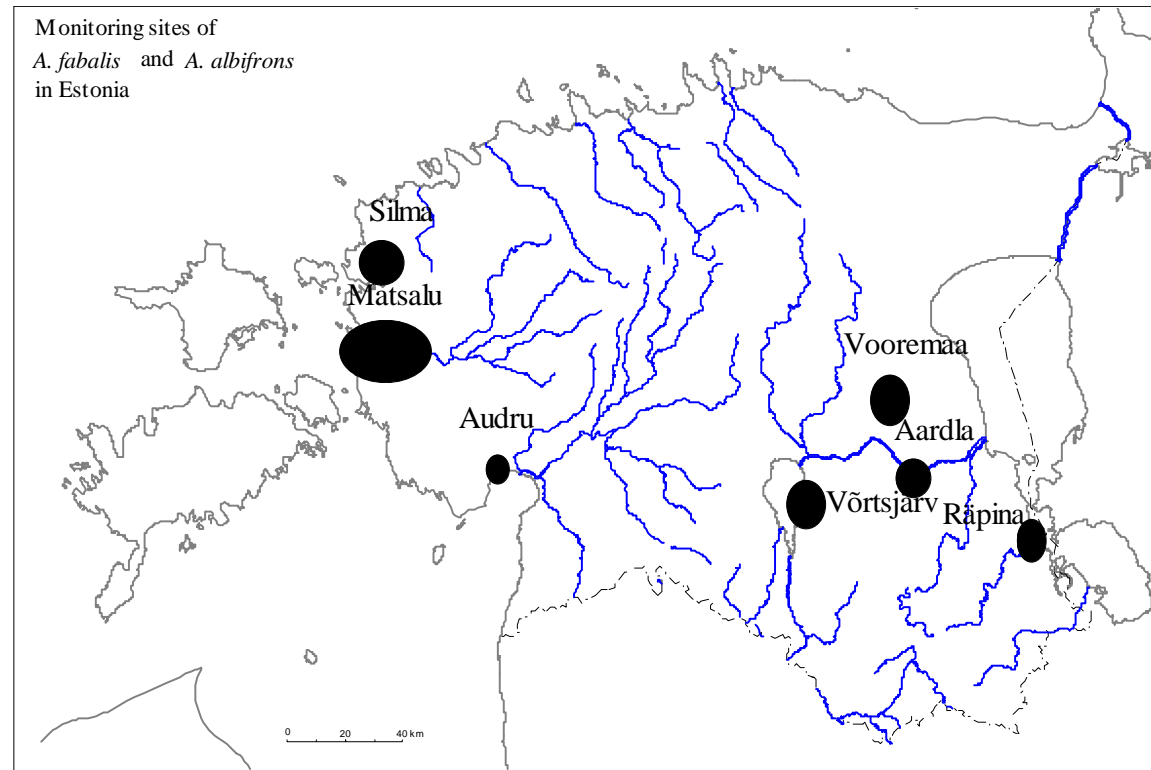 Monitoring sites of
A. fabalis and A. albifrons
in Estonia
Silma
Matsalu
Vooremaa
Audru
Aardla
Võrtsjärv
Räpina
0 20 40 km